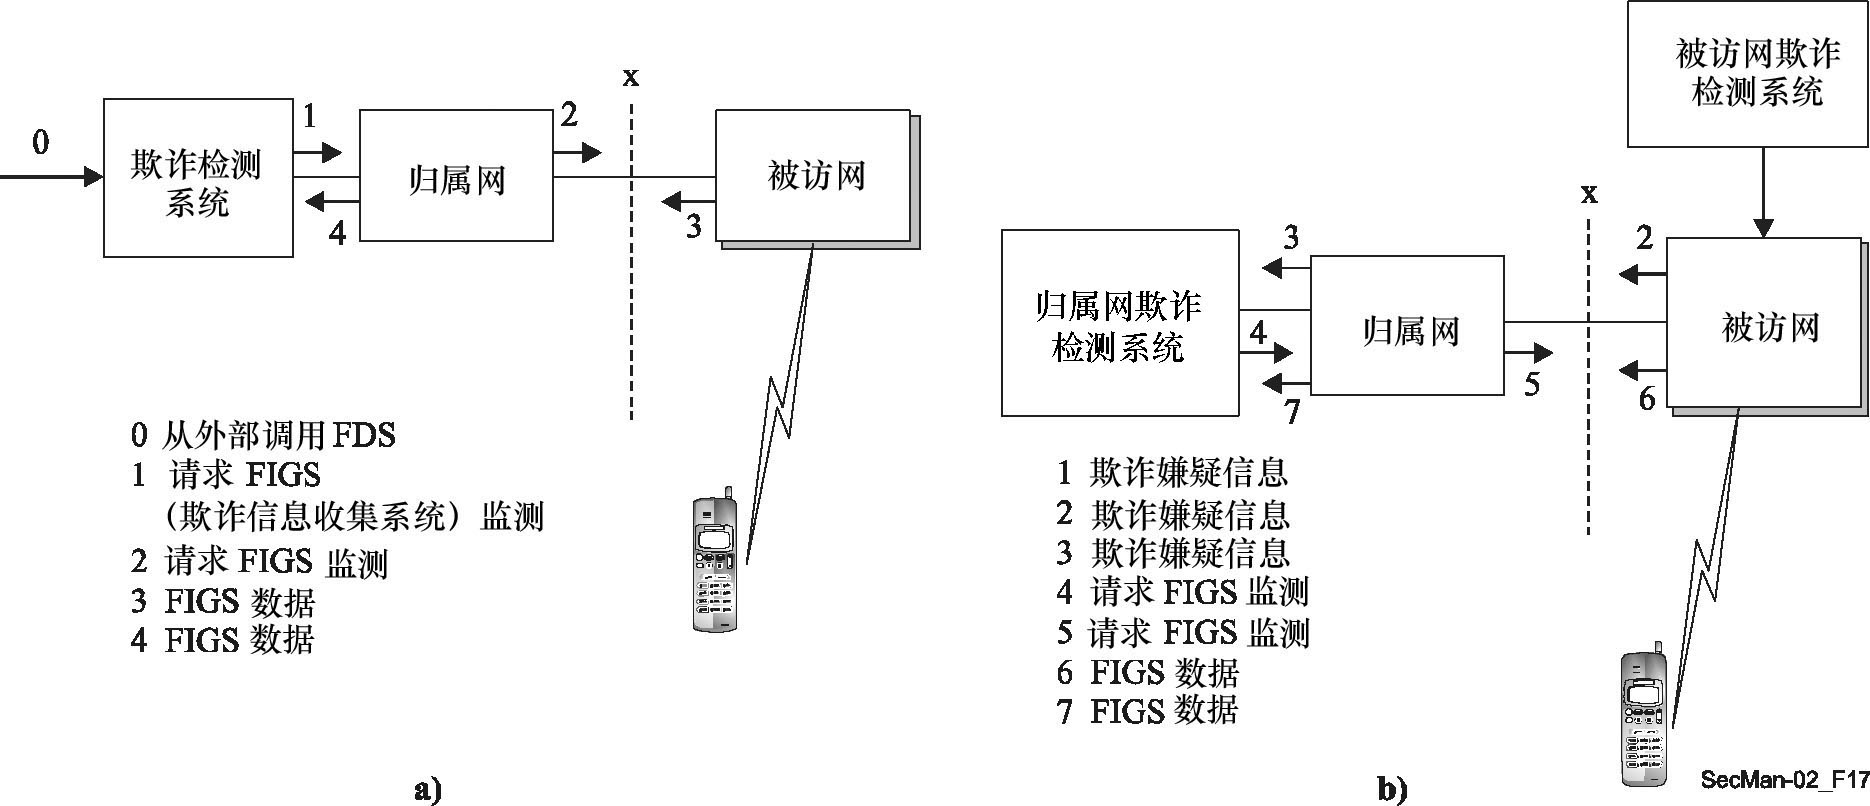 0
欺诈检测
系统
1
4
归属网
2
x
3
被访网
0 从外部调用 FDS
1 请求 FIGS
（欺诈信息收集系统）监测
2 请求 FIGS 监测
3 FIGS 数据
4 FIGS 数据
a)
被访网欺诈
检测系统
归属网欺诈
检测系统
3
4
7
归属网
5
x
2
6
被访网
1 欺诈嫌疑信息
2 欺诈嫌疑信息
3 欺诈嫌疑信息
4 请求 FIGS 监测
5 请求 FIGS 监测
6 FIGS 数据
7 FIGS 数据
b)
SecMan-02_F17